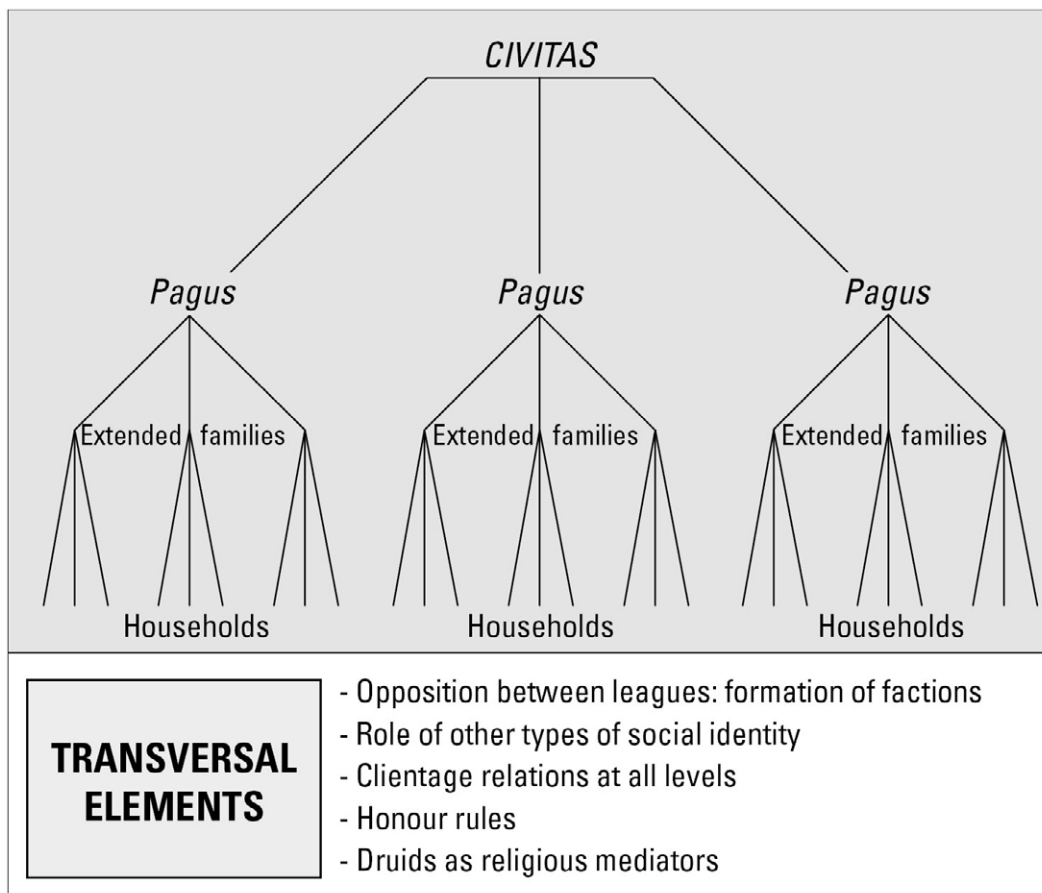 CIVITAS
Pagus Pagus Pagus
Extended families Extended families Extended families
Households Households Households
TRANSVERSAL
ELEMENTS
- Opposition between leagues: formation of factions
- Role of other types of social identity
- Clientage relations at all levels
- Honour rules
- Druids as religious mediators